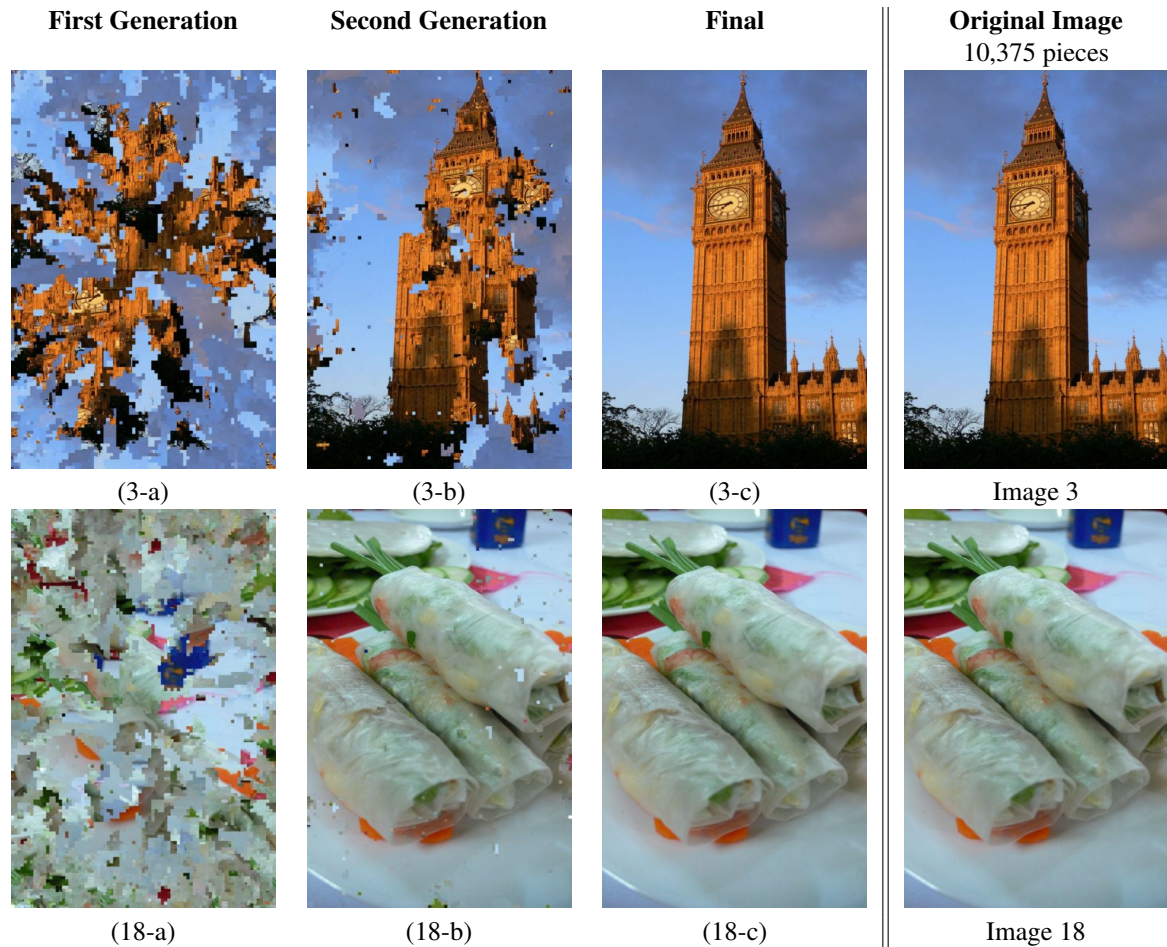 First Generation
Second Generation
Final
Original Image
10,375 pieces
(3-a)
(3-b)
(3-c)
Image 3
(18-a)
(18-b)
(18-c)
Image 18